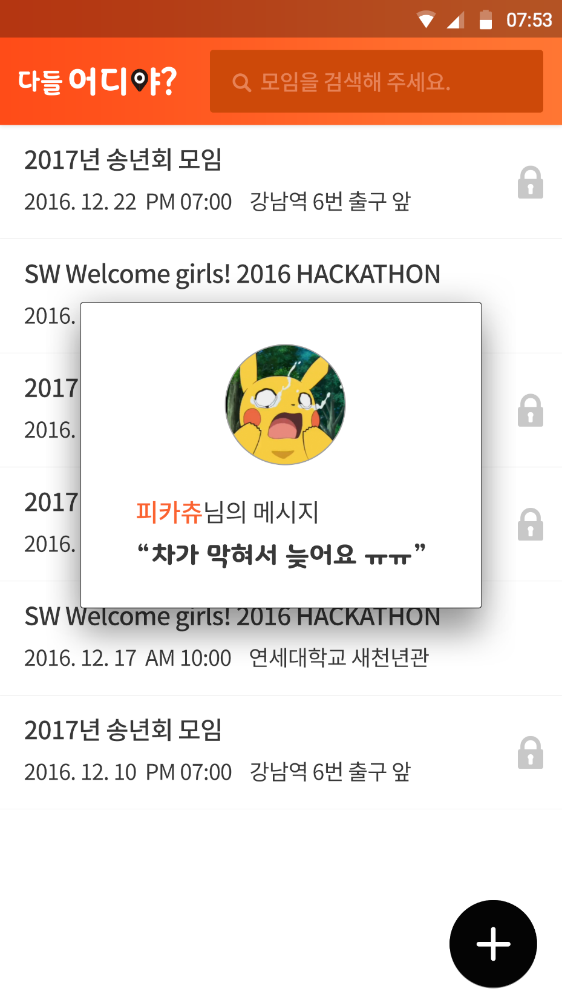 07:53
다들 어디야?
모임을 검색해 주세요.
2017년 송년회 모임
2016. 12. 22 PM 07:00 강남역 6번 출구 앞
SW Welcome girls! 2016 HACKATHON
2016.
2017
2016.
2017
2016.
피카츄님의 메시지
“차가 막혀서 늦어요 ㅠㅠ”
SW Welcome girls! 2016 HACKATHON
2016. 12. 17 AM 10:00 연세대학교 새천년관
2017년 송년회 모임
2016. 12. 10 PM 07:00 강남역 6번 출구 앞